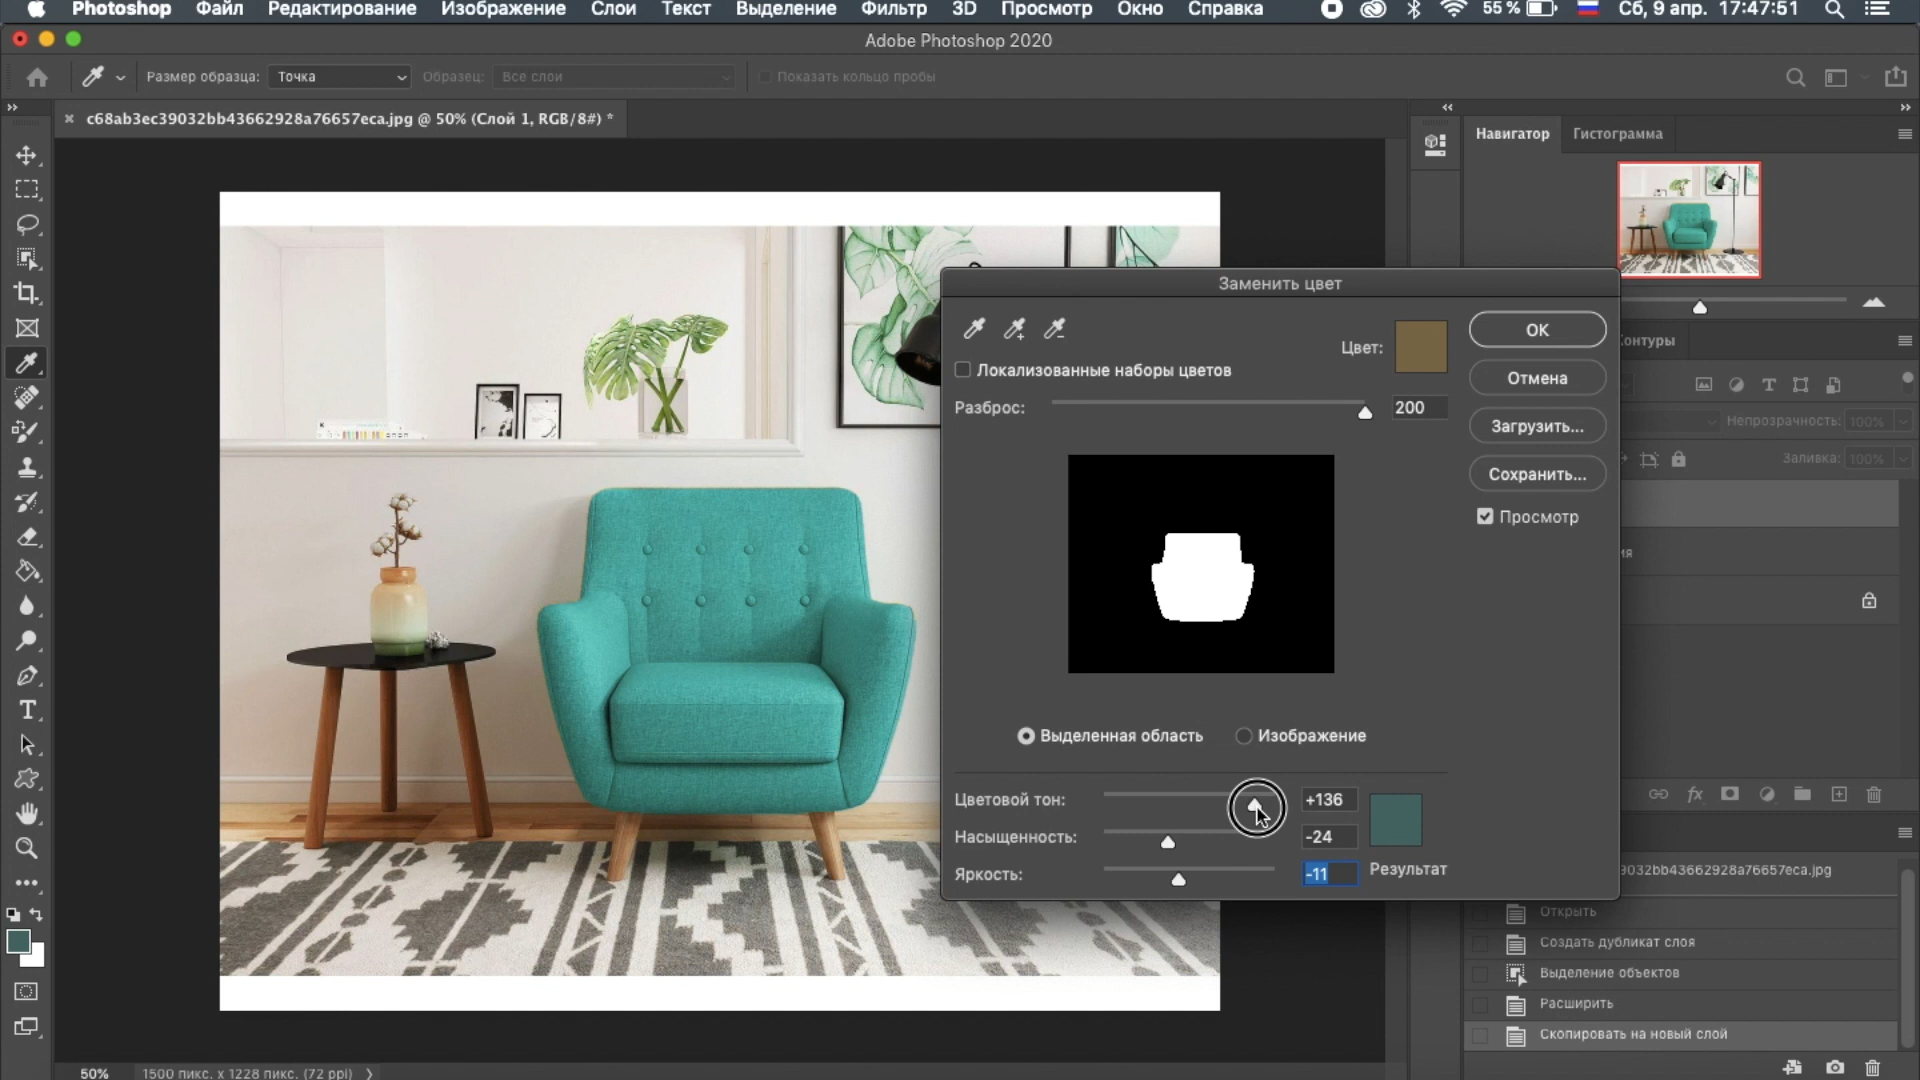 Photoshop Файл Редактирование Изображение Слои Текст Выделение Фильтр 3D Просмотр Окно Справка 55 % Сб, 9 апр. 17:47:51
Adobe Photoshop 2020
Размер образца: Точка Образец: Все слои Показать кольцо пробы
c68ab3ec39032bb43662928a76657eca.jpg @ 50% (Слой 1, RGB/8#) *
Навигатор Гистограмма
Заменить цвет
Цвет:
OK
Контуры
Локализованные наборы цветов
Отмена
Разброс: 200
Загрузить...
Непрозрачность: 100%
Сохранить...
Заливка: 100%
Просмотр
ия
Выделенная область Изображение
Цветовой тон: +136
Насыщенность: -24
Яркость: -11 Результат
9032bb43662928a76657eca.jpg
Открыть
Создать дубликат слоя
Выделение объектов
Расширить
Скопировать на новый слой
50% 1500 пикс. x 1228 пикс. (72 ppi)